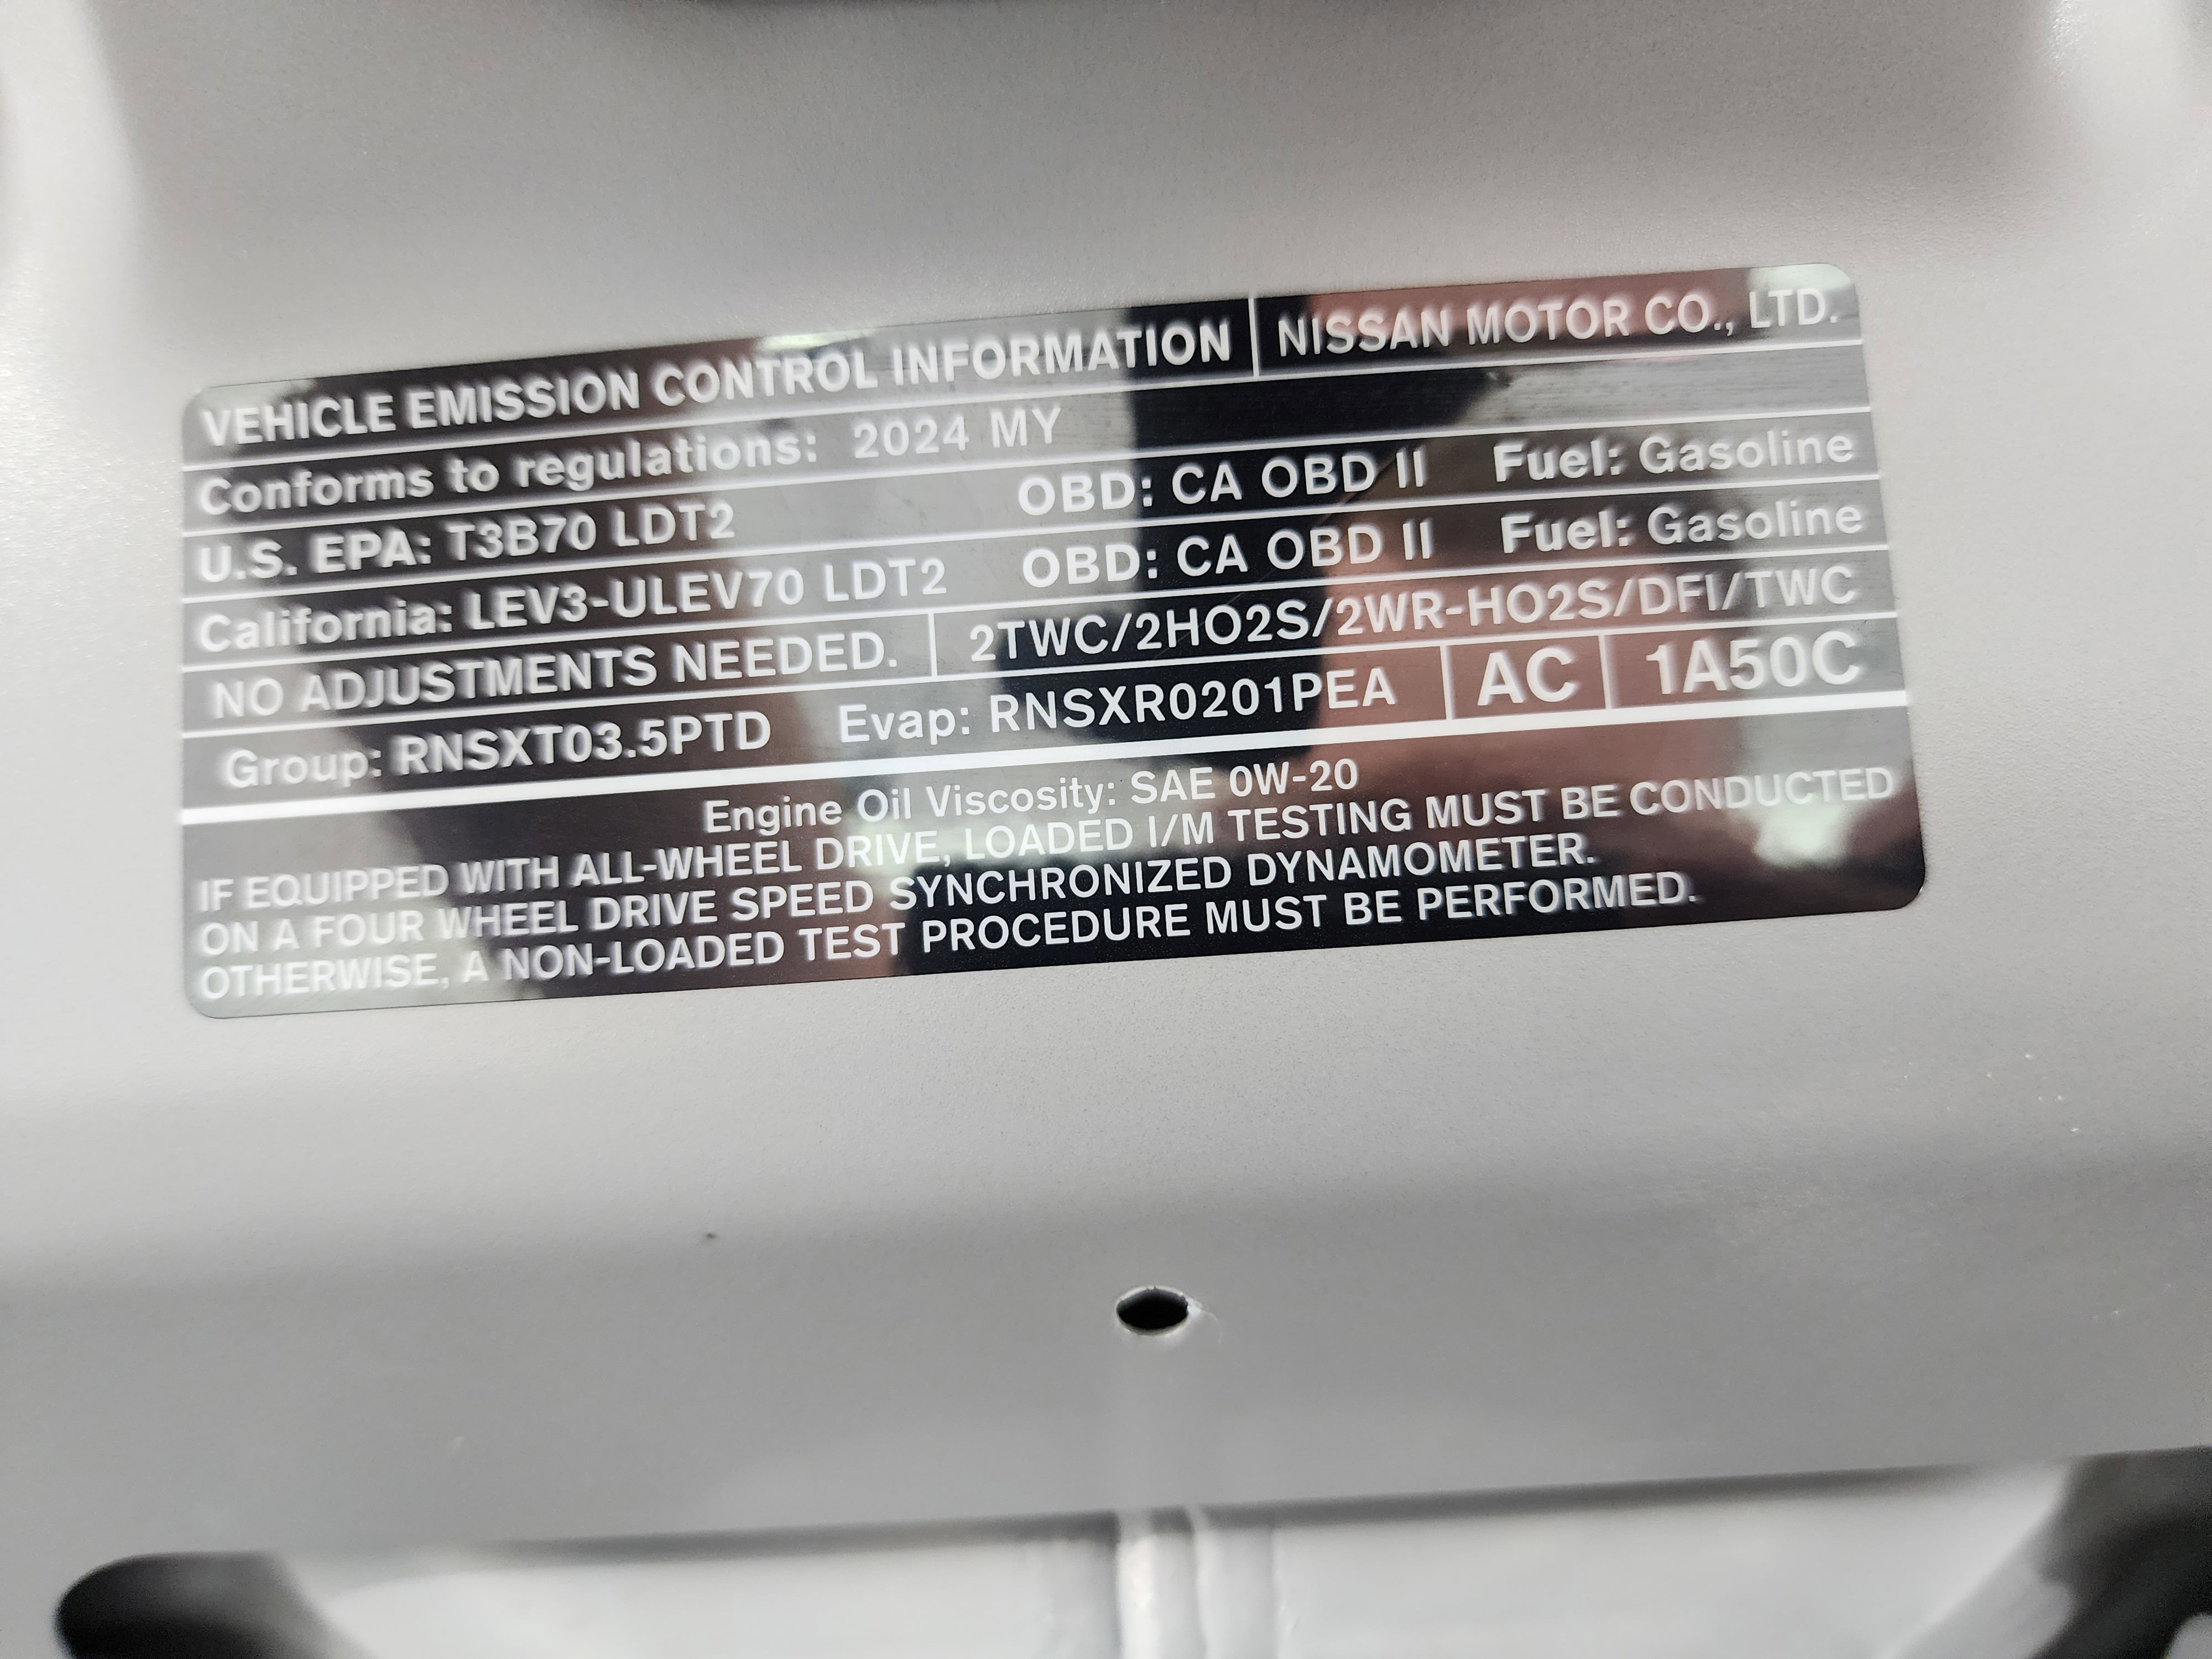 VEHICLE EMISSION CONTROL INFORMATION NISSAN MOTOR CO., LTD.
Conforms to regulations: 2024 MY
U.S. EPA: T3B70 LDT2 OBD: CA OBD II Fuel: Gasoline
California: LEV3-ULEV70 LDT2 OBD: CA OBD II Fuel: Gasoline
NO ADJUSTMENTS NEEDED. 2TWC/2HO2S/2WR-HO2S/DFI/TWC
Group: RNSXT03.5PTD Evap: RNSXR0201PEA AC 1A50C
Engine Oil Viscosity: SAE 0W-20
IF EQUIPPED WITH ALL-WHEEL DRIVE, LOADED I/M TESTING MUST BE CONDUCTED
ON A FOUR WHEEL DRIVE SPEED SYNCHRONIZED DYNAMOMETER.
OTHERWISE, A NON-LOADED TEST PROCEDURE MUST BE PERFORMED.